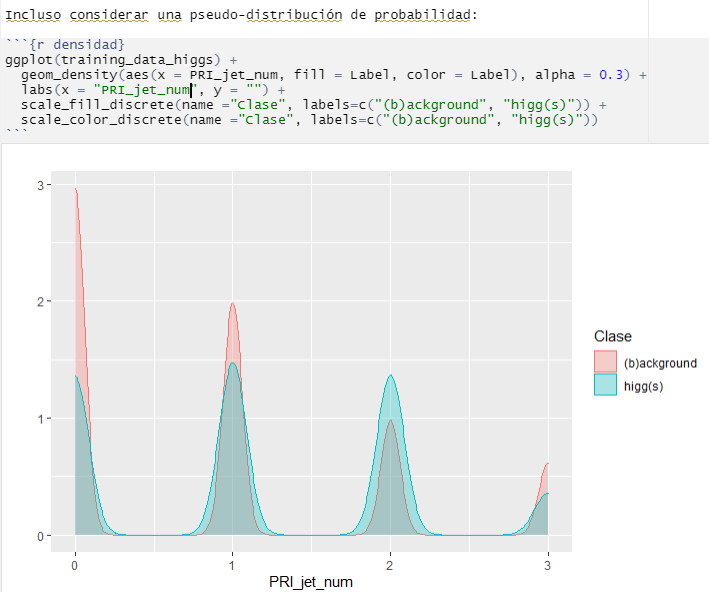 Incluso considerar una pseudo-distribución de probabilidad:
```{r densidad}
ggplot(training_data_higgs) +
  geom_density(aes(x = PRI_jet_num, fill = Label, color = Label), alpha = 0.3) +
  labs(x = "PRI_jet_num", y = "") +
  scale_fill_discrete(name ="Clase", labels=c("(b)ackground", "higg(s)")) +
  scale_color_discrete(name ="Clase", labels=c("(b)ackground", "higg(s)"))
```
3
2
1
0
0 1 2 3
PRI_jet_num
Clase
(b)ackground
higg(s)